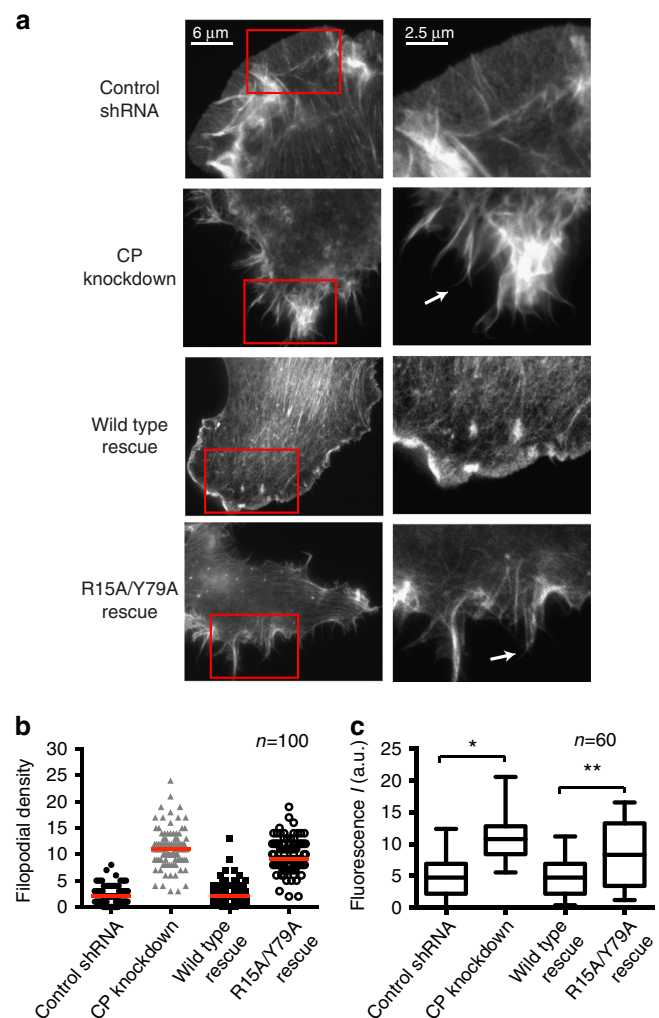 a
6 μm
2.5 μm
Control
shRNA
CP
knockdown
Wild type
rescue
R15A/Y79A
rescue
b
n=100
Filopodial density
30
25
20
15
10
5
0
Control shRNA
CP knockdown
Wild type
rescue
R15A/Y79A
rescue
c
n=60
Fluorescence I (a.u.)
25
20
15
10
5
0
*
**
Control shRNA
CP knockdown
Wild type
rescue
R15A/Y79A
rescue